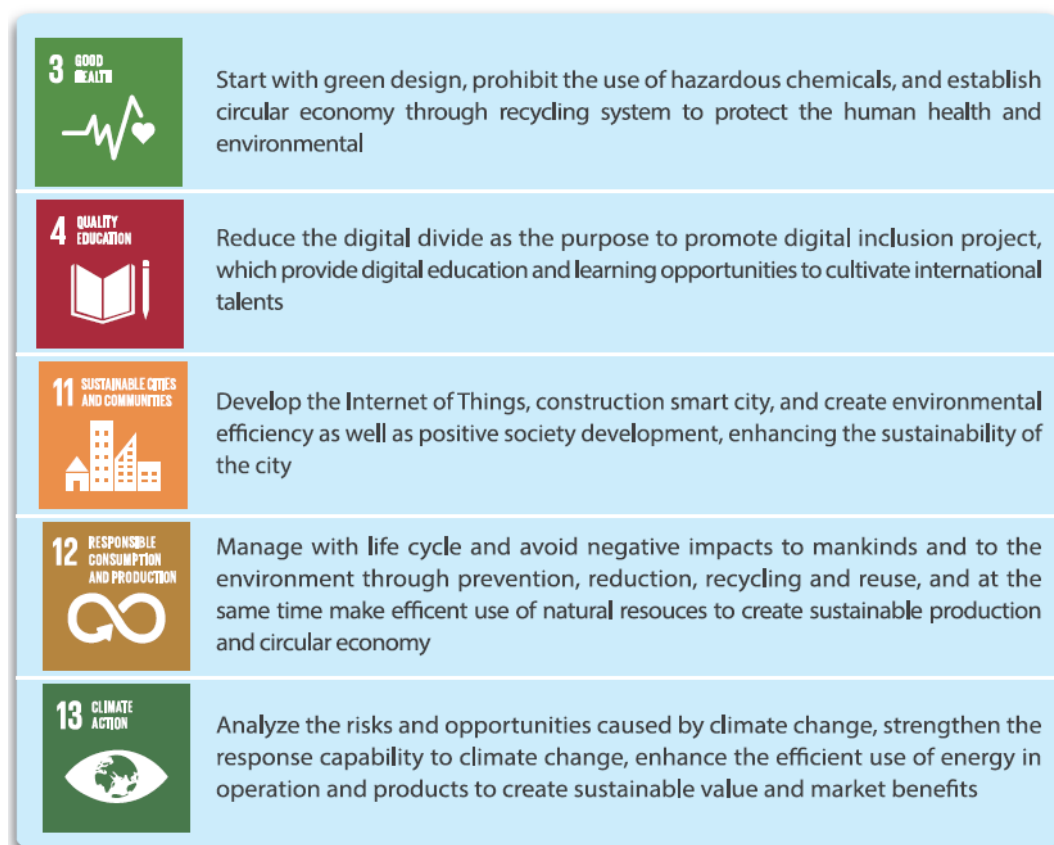 3 GOOD
HEALTH
Start with green design, prohibit the use of hazardous chemicals, and establish
circular economy through recycling system to protect the human health and
environmental
4 QUALITY
EDUCATION
Reduce the digital divide as the purpose to promote digital inclusion project,
which provide digital education and learning opportunities to cultivate international
talents
11 SUSTAINABLE CITIES
AND COMMUNITIES
Develop the Internet of Things, construction smart city, and create environmental
efficiency as well as positive society development, enhancing the sustainability of
the city
12 RESPONSIBLE
CONSUMPTION
AND PRODUCTION
Manage with life cycle and avoid negative impacts to mankinds and to the
environment through prevention, reduction, recycling and reuse, and at the
same time make efficent use of natural resouces to create sustainable production
and circular economy
13 CLIMATE
ACTION
Analyze the risks and opportunities caused by climate change, strengthen the
response capability to climate change, enhance the efficient use of energy in
operation and products to create sustainable value and market benefits